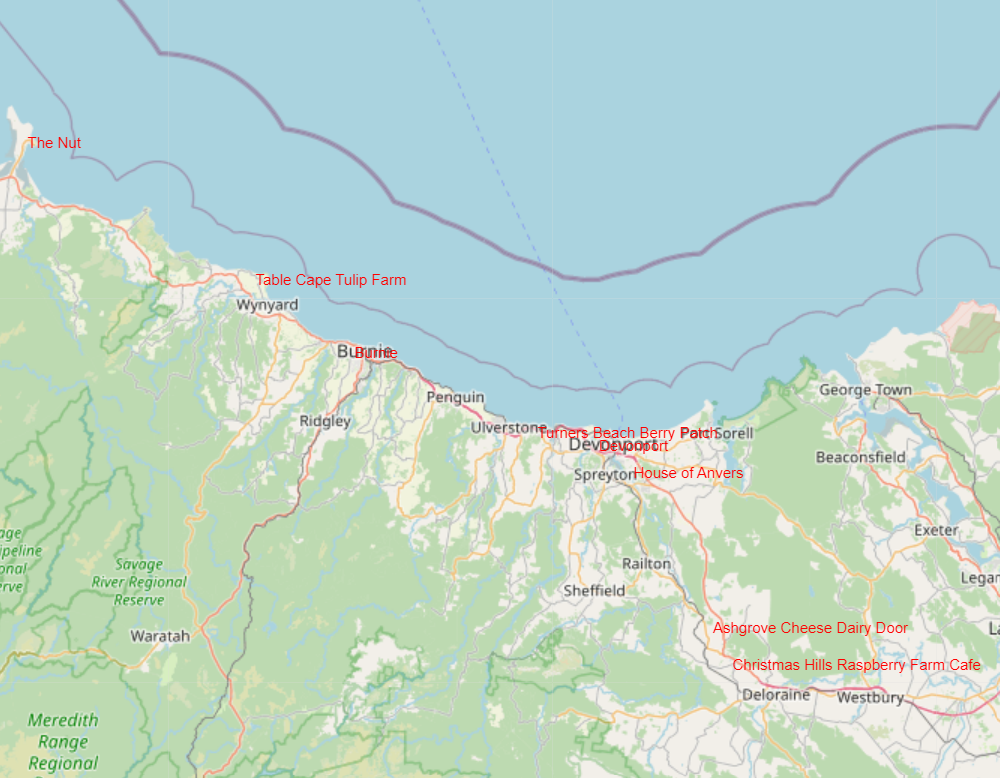 The Nut
Table Cape Tulip Farm
Wynyard
Burnie
Burnie
George Town
Penguin
Ridgley
Ulverstone
Turners Beach Berry Patch
Port Sorell
Devonport
Devonport
Beaconsfield
Spreyton
House of Anvers
Exeter
Savage
River Regional
Reserve
Railton
Sheffield
Ashgrove Cheese Dairy Door
Waratah
Christmas Hills Raspberry Farm Cafe
Deloraine
Westbury
Meredith
Range
Regional